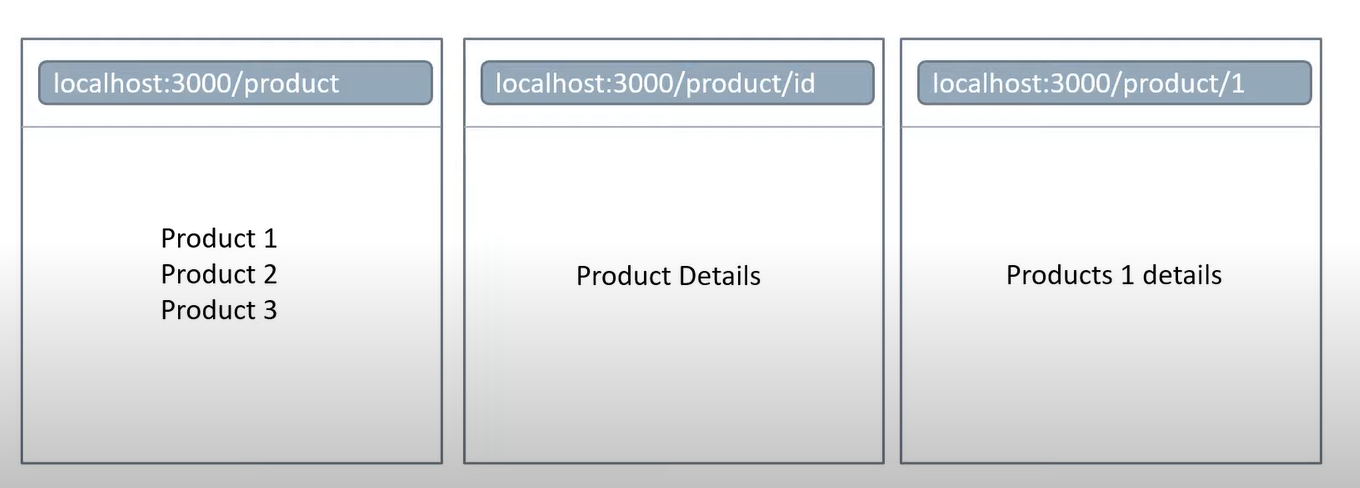 localhost:3000/product
Product 1
Product 2
Product 3
localhost:3000/product/id
Product Details
localhost:3000/product/1
Products 1 details